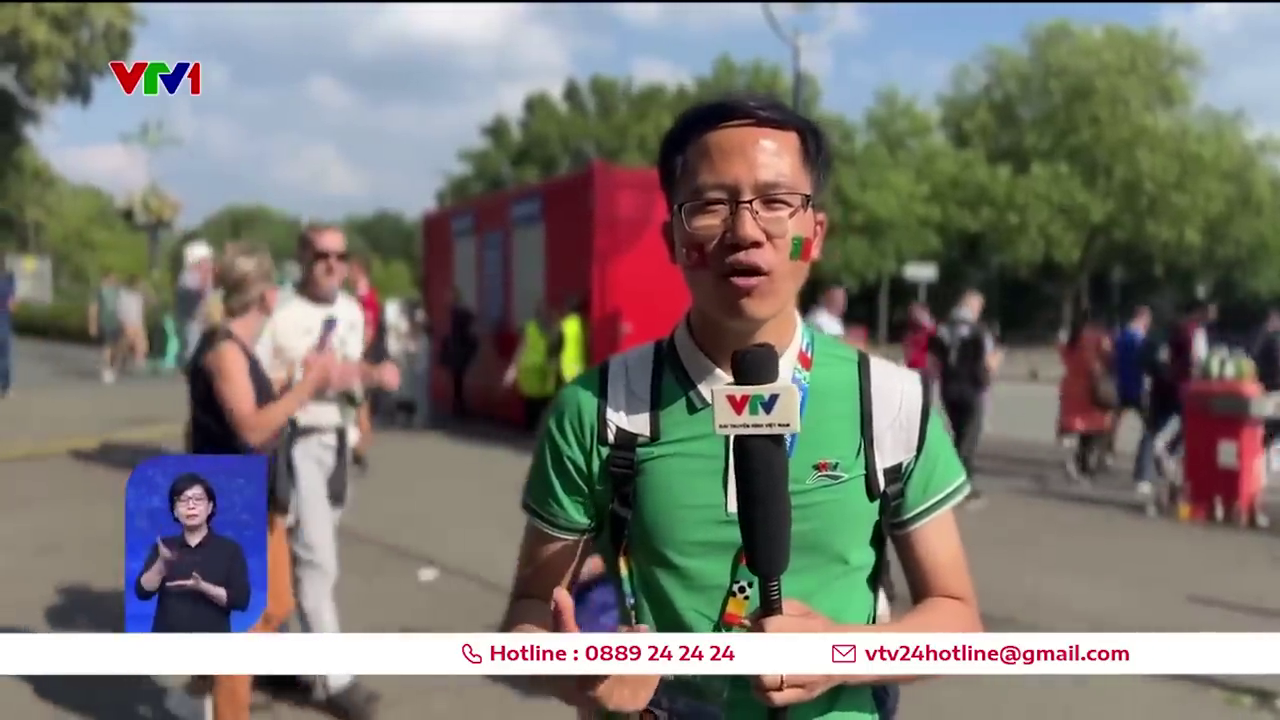 VTV1
VTV
ĐÀI TRUYỀN HÌNH VIỆT NAM
Hotline : 0889 24 24 24
vtv24hotline@gmail.com